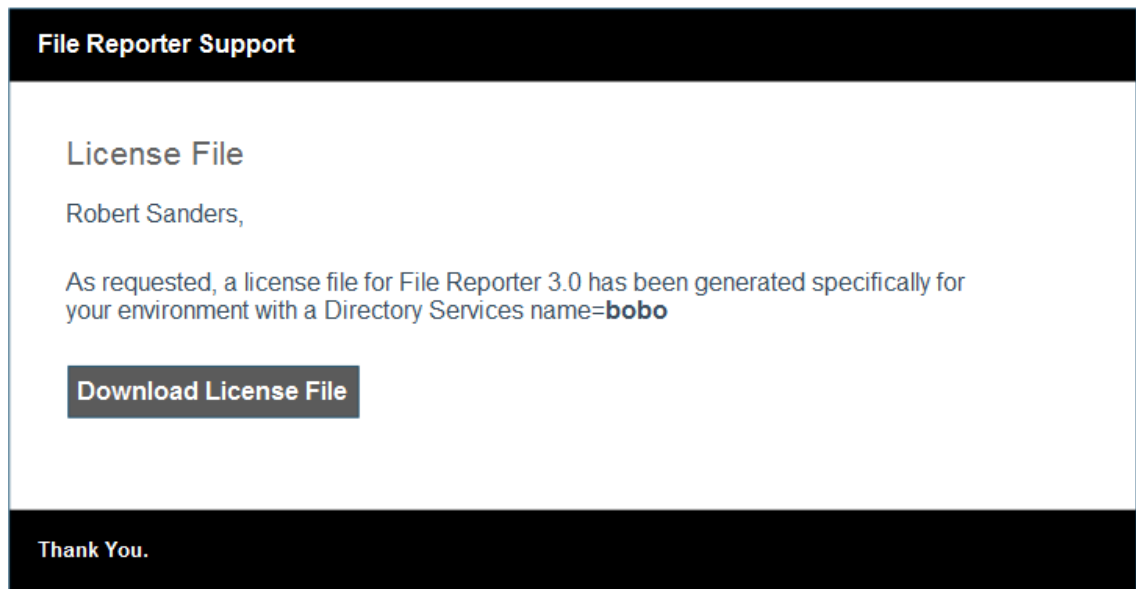 File Reporter Support
License File
Robert Sanders,
As requested, a license file for File Reporter 3.0 has been generated specifically for
your environment with a Directory Services name=bobo
Download License File
Thank You.